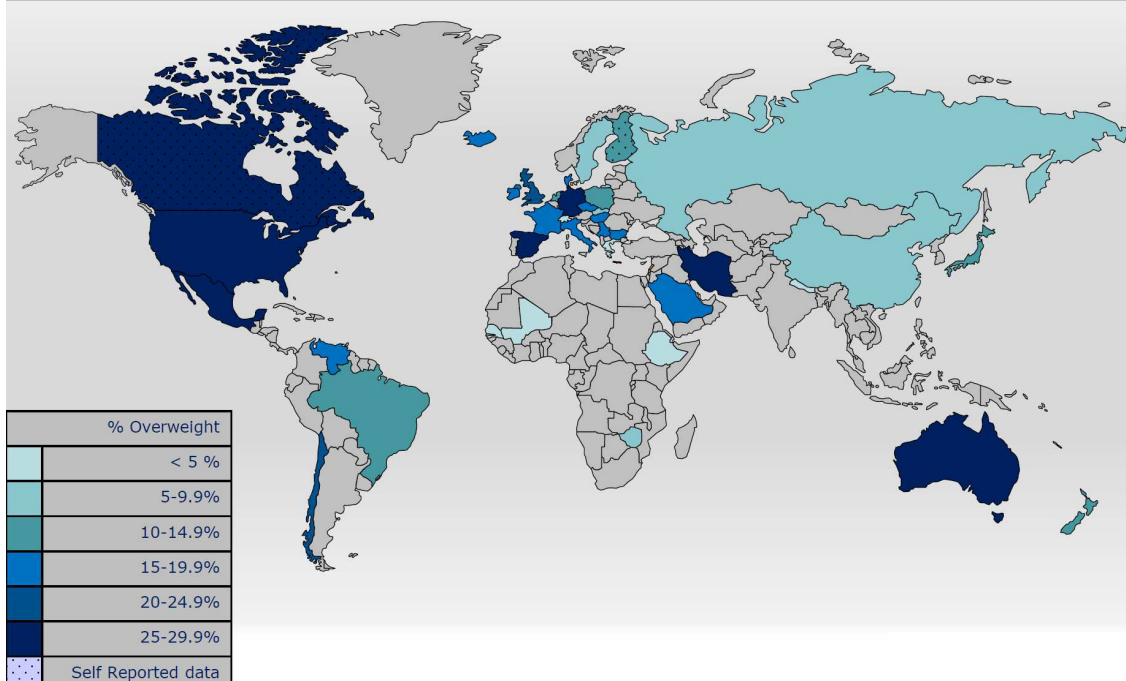 % Overweight
< 5 %
5-9.9%
10-14.9%
15-19.9%
20-24.9%
25-29.9%
Self Reported data